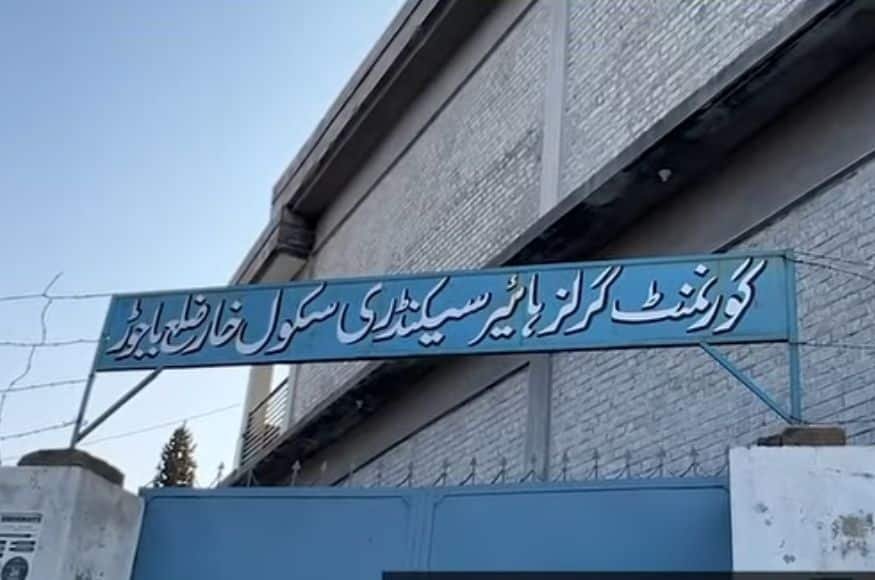 گورنمنٹ گرلز ہائیر سیکنڈری سکول خار ضلع باجوڑ